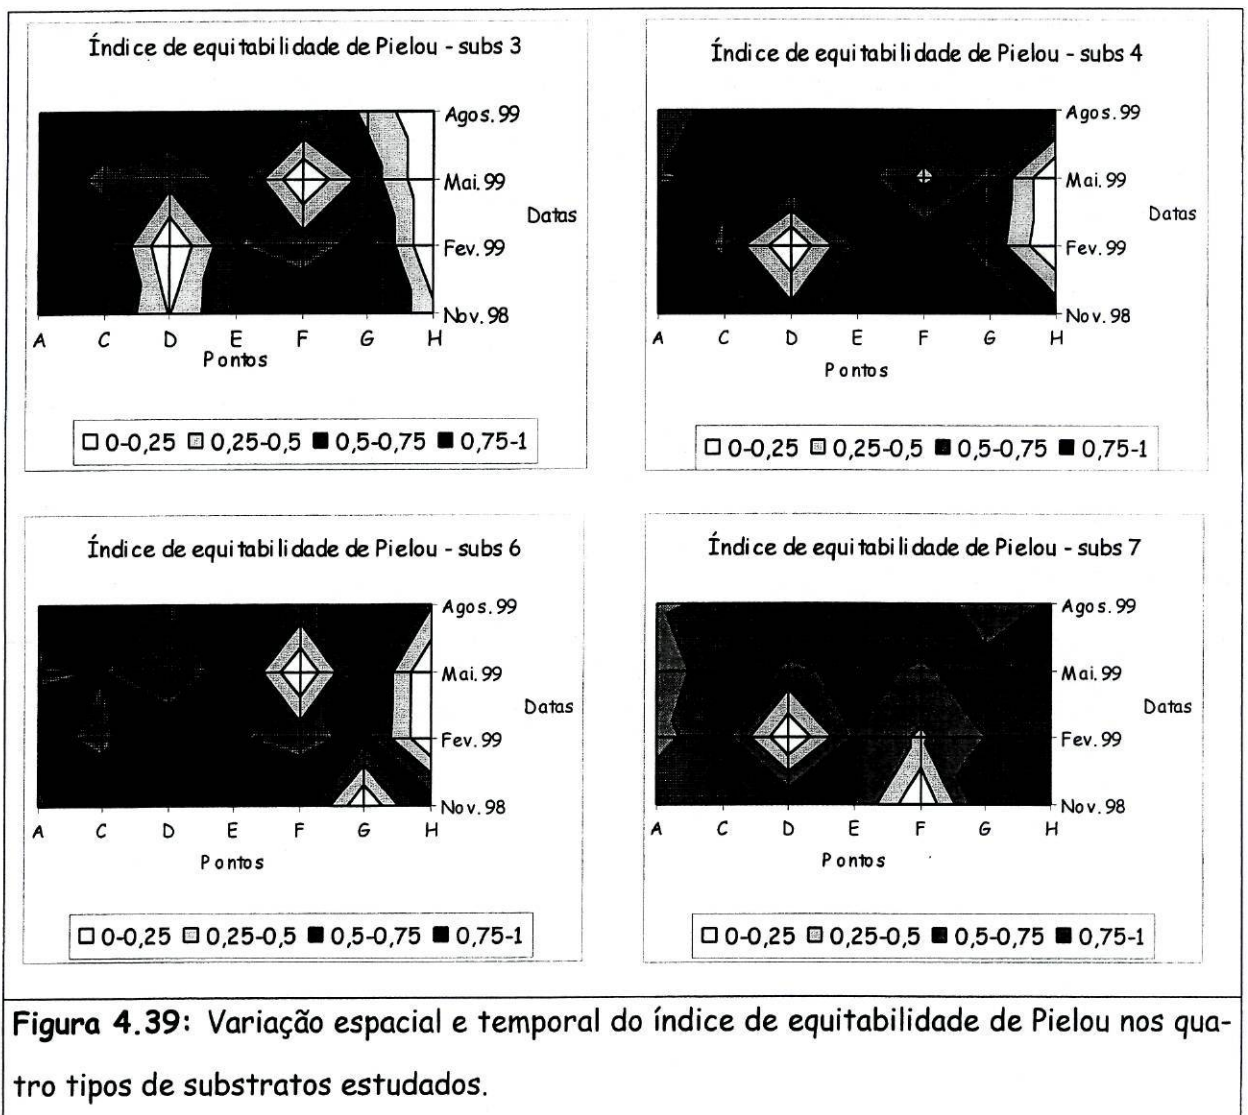 Índice de equitabilidade de Pielou - subs 3
Agos. 99
Mai. 99
Datas
Fev. 99
Nov. 98
A C D E F G H
Pontos
0-0,25 0,25-0,5 0,5-0,75 0,75-1
Índice de equitabilidade de Pielou - subs 4
Agos. 99
Mai. 99
Datas
Fev. 99
Nov. 98
A C D E F G H
Pontos
0-0,25 0,25-0,5 0,5-0,75 0,75-1
Índice de equitabilidade de Pielou - subs 6
Agos. 99
Mai. 99
Datas
Fev. 99
Nov. 98
A C D E F G H
Pontos
0-0,25 0,25-0,5 0,5-0,75 0,75-1
Índice de equitabilidade de Pielou - subs 7
Agos. 99
Mai. 99
Datas
Fev. 99
Nov. 98
A C D E F G H
Pontos
0-0,25 0,25-0,5 0,5-0,75 0,75-1
Figura 4.39: Variação espacial e temporal do índice de equitabilidade de Pielou nos qua-
tro tipos de substratos estudados.